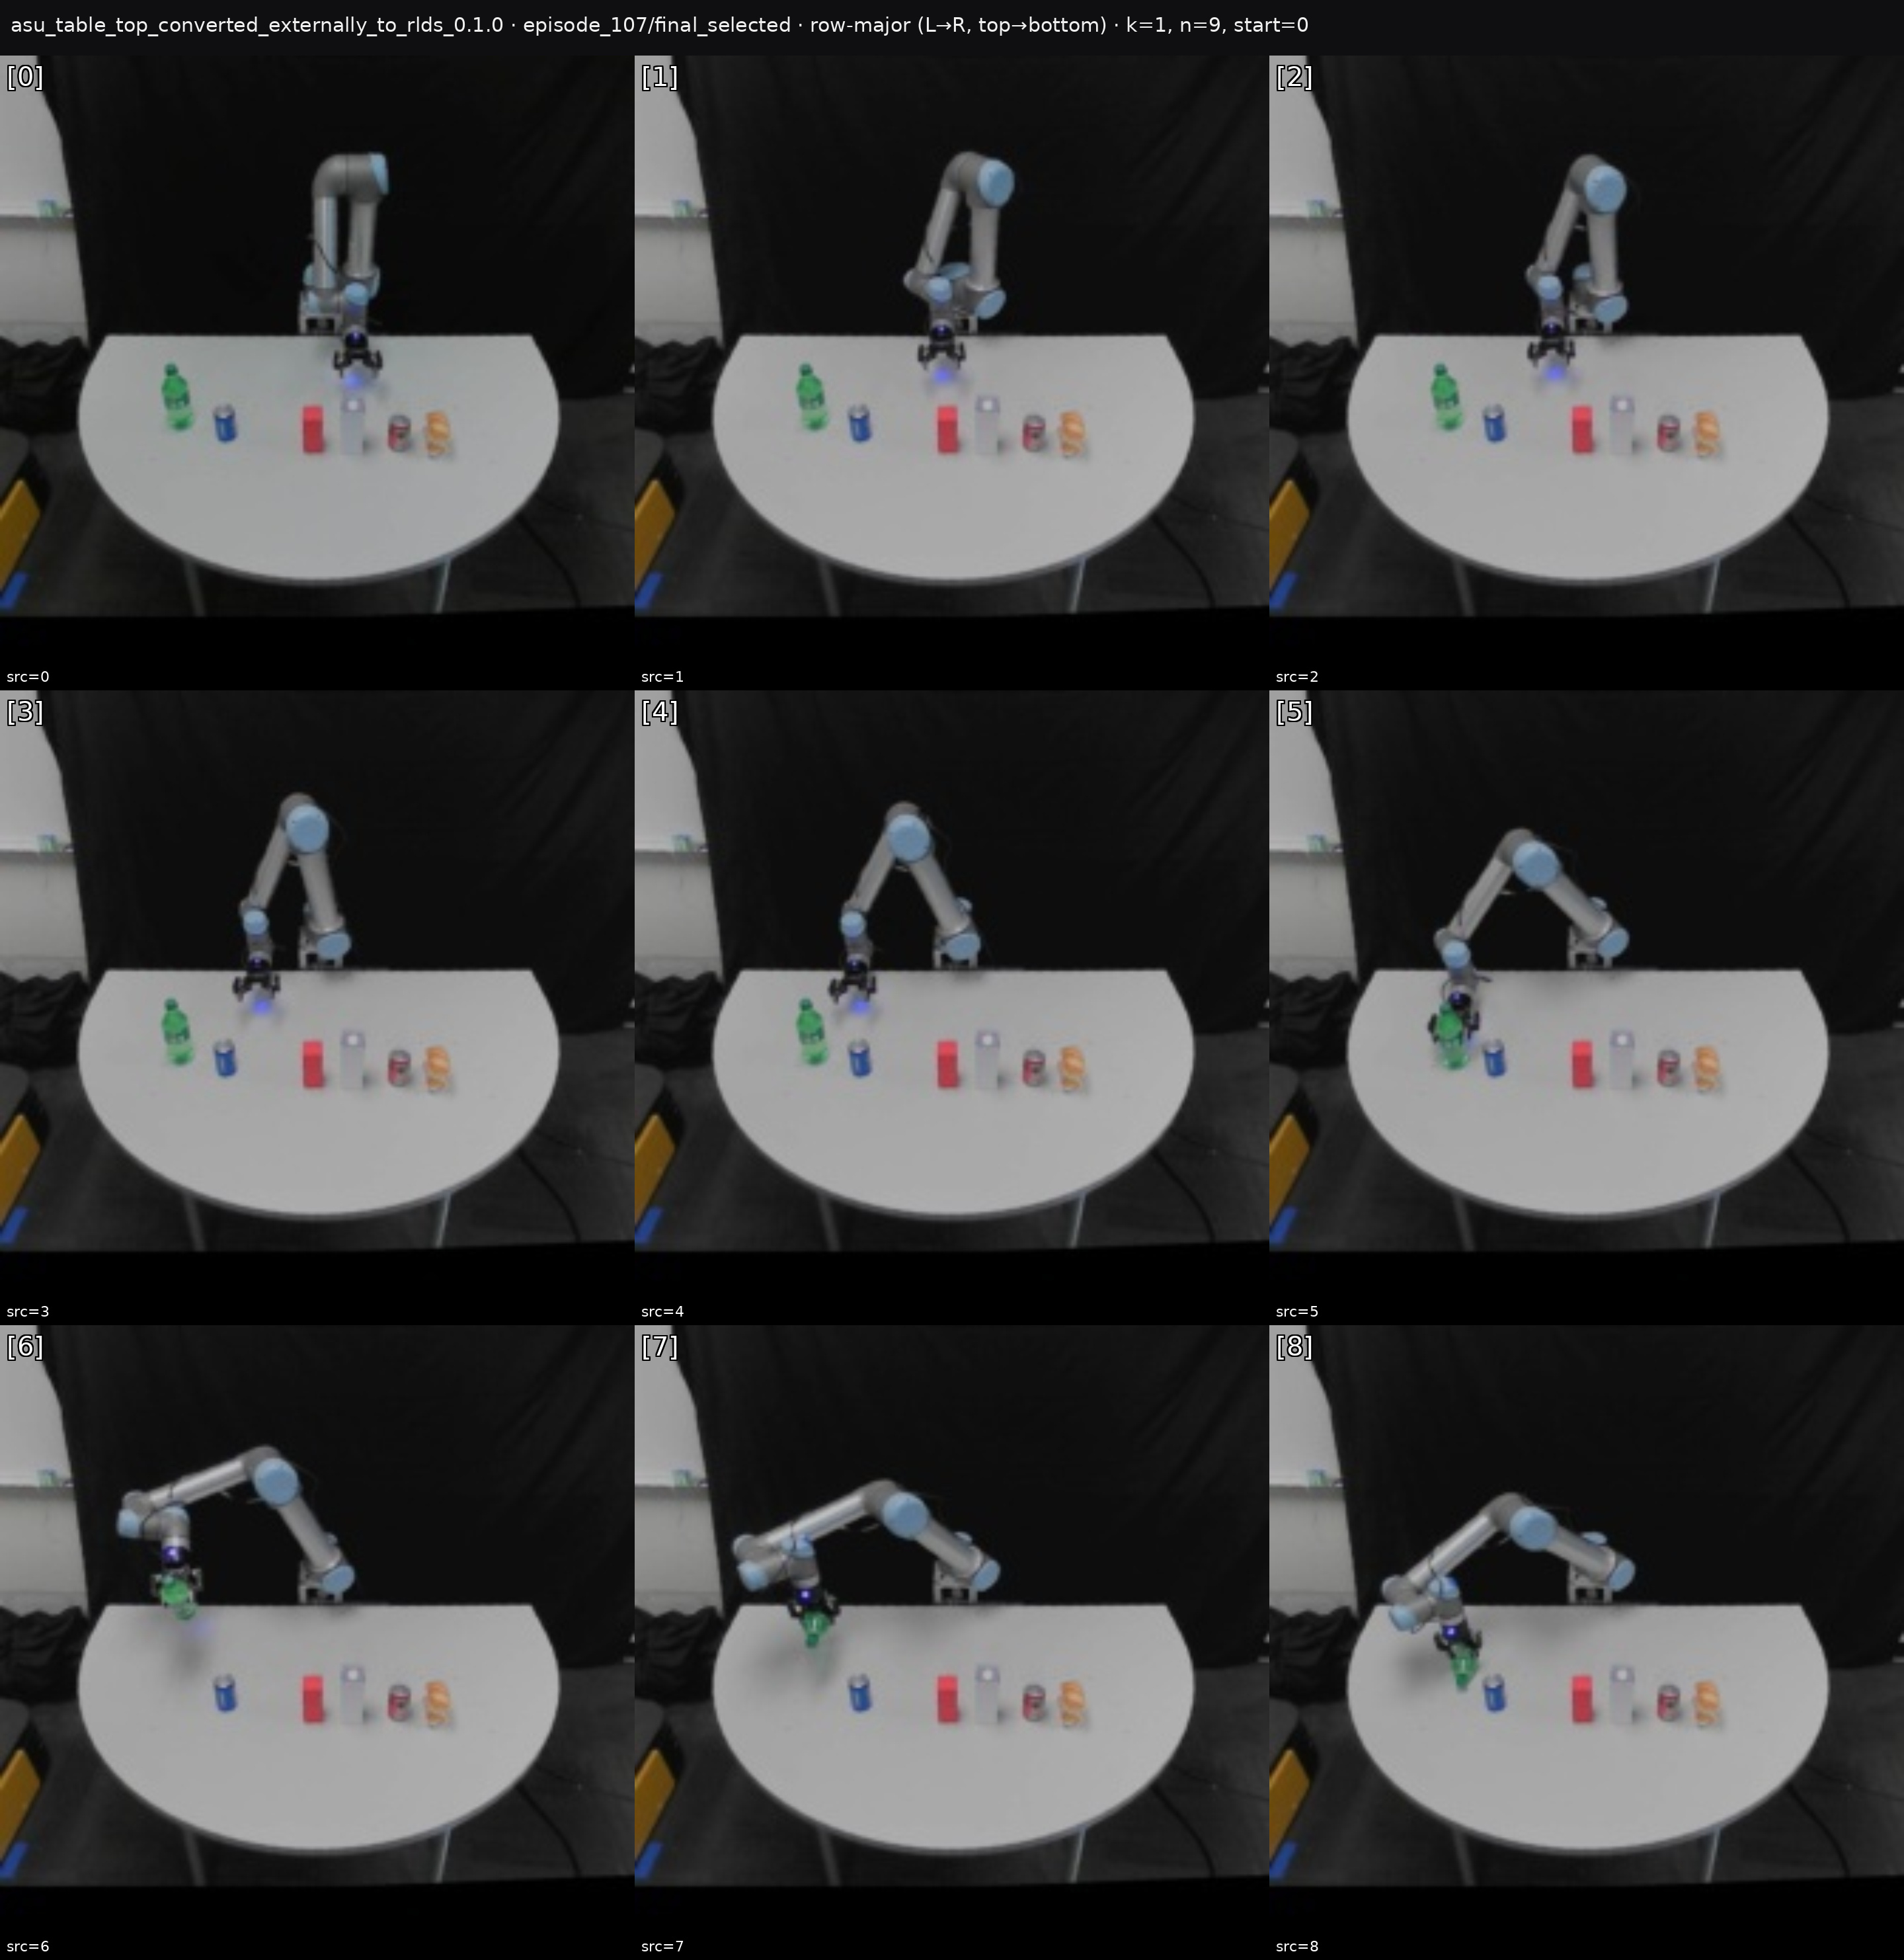 asu_table_top_converted_externally_to_rlds_0.1.0 · episode_107/final_selected · row-major (L→R, top→bottom) · k=1, n=9, start=0
[0]
[1]
[2]
src=0
src=1
src=2
[3]
[4]
[5]
src=3
src=4
src=5
[6]
[7]
[8]
src=6
src=7
src=8